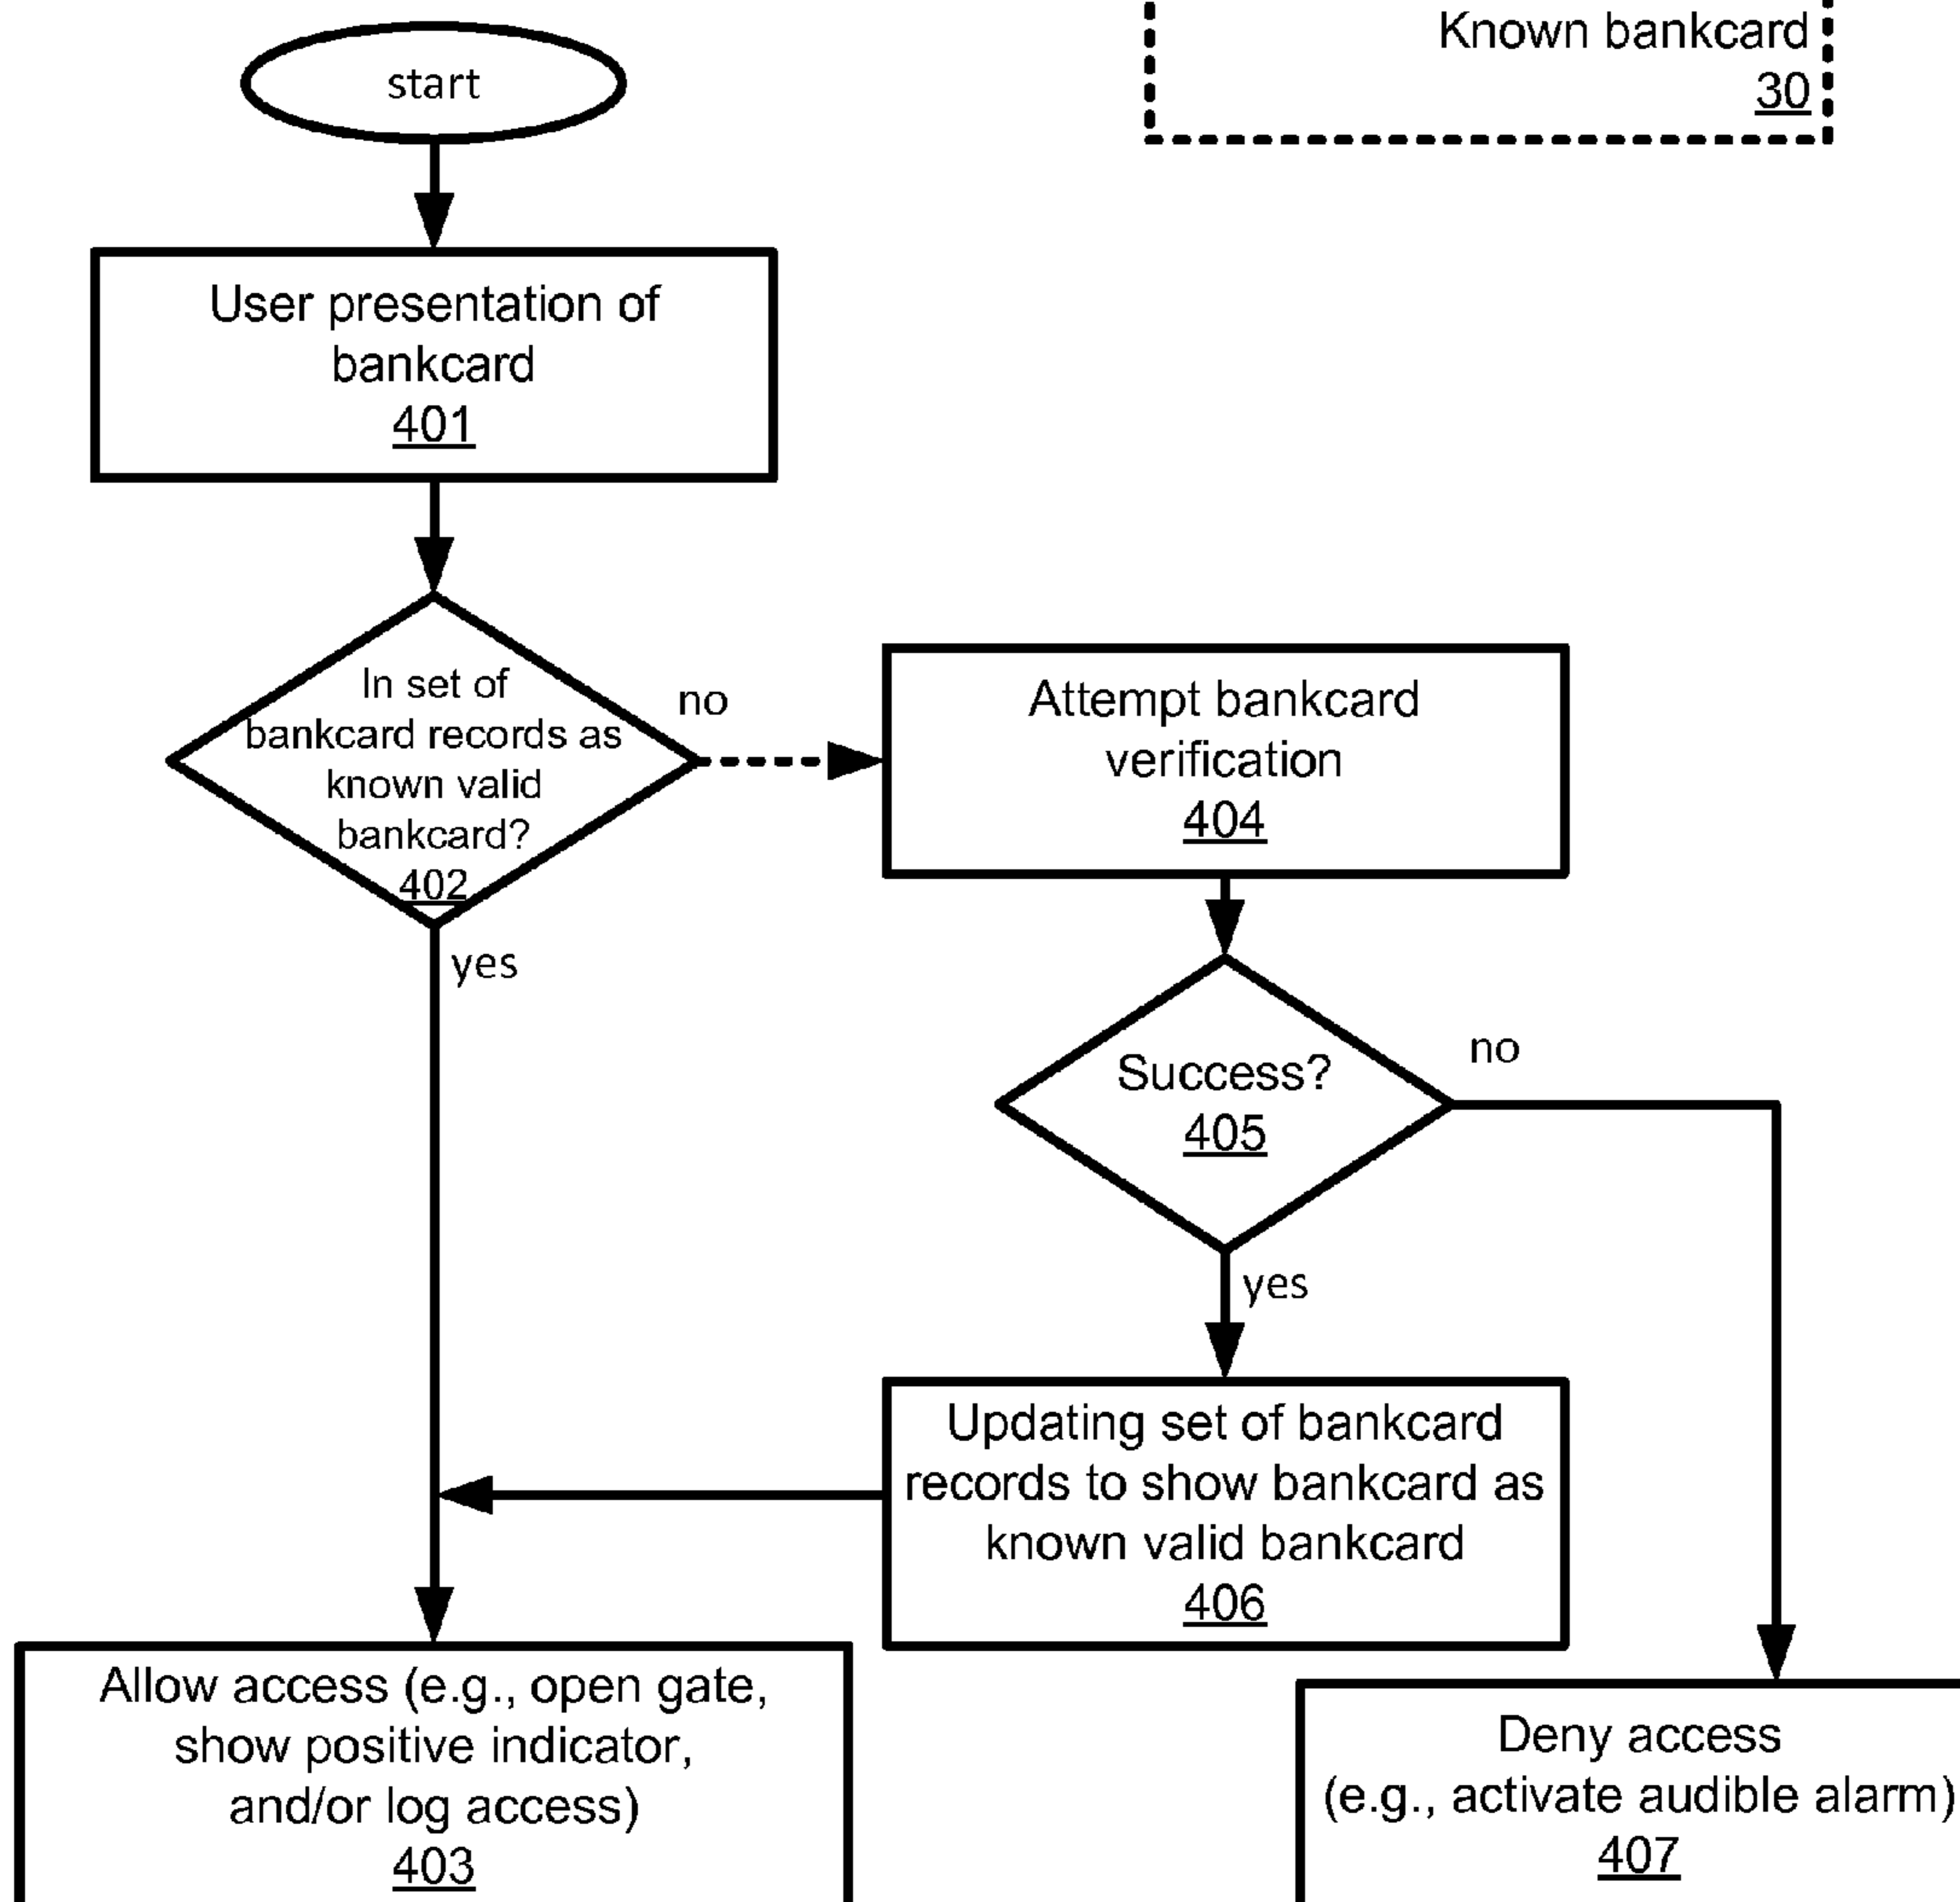 Known bankcard
30
start
User presentation of
bankcard
401
In set of
bankcard records as
known valid
bankcard?
402
no
yes
Attempt bankcard
verification
404
Success?
405
no
yes
Updating set of bankcard
records to show bankcard as
known valid bankcard
406
Allow access (e.g., open gate,
show positive indicator,
and/or log access)
403
Deny access
(e.g., activate audible alarm)
407